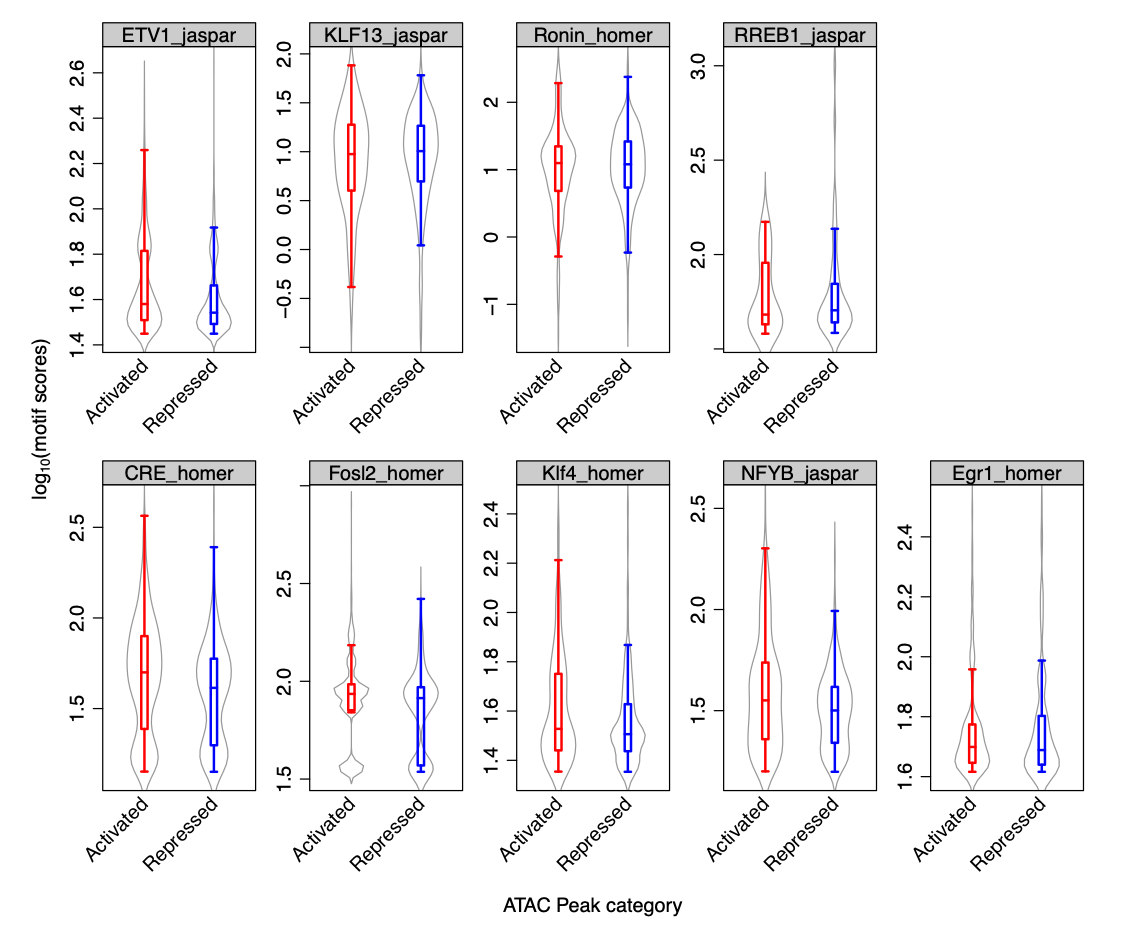 ETV1_jaspar KLF13_jaspar Ronin_homer RREB1_jaspar
2.6 2.4 2.2 2.0 1.8 1.6 1.4
2.0 1.5 1.0 0.5 0.0 −0.5
2 1 0 −1
3.0 2.5 2.0
Activated Repressed Activated Repressed Activated Repressed Activated Repressed
log10(motif scores)
CRE_homer Fosl2_homer Klf4_homer NFYB_jaspar Egr1_homer
2.5 2.0 1.5
2.5 2.0 1.5
2.4 2.2 2.0 1.8 1.6 1.4
2.5 2.0 1.5
2.4 2.2 2.0 1.8 1.6
Activated Repressed Activated Repressed Activated Repressed Activated Repressed Activated Repressed
ATAC Peak category